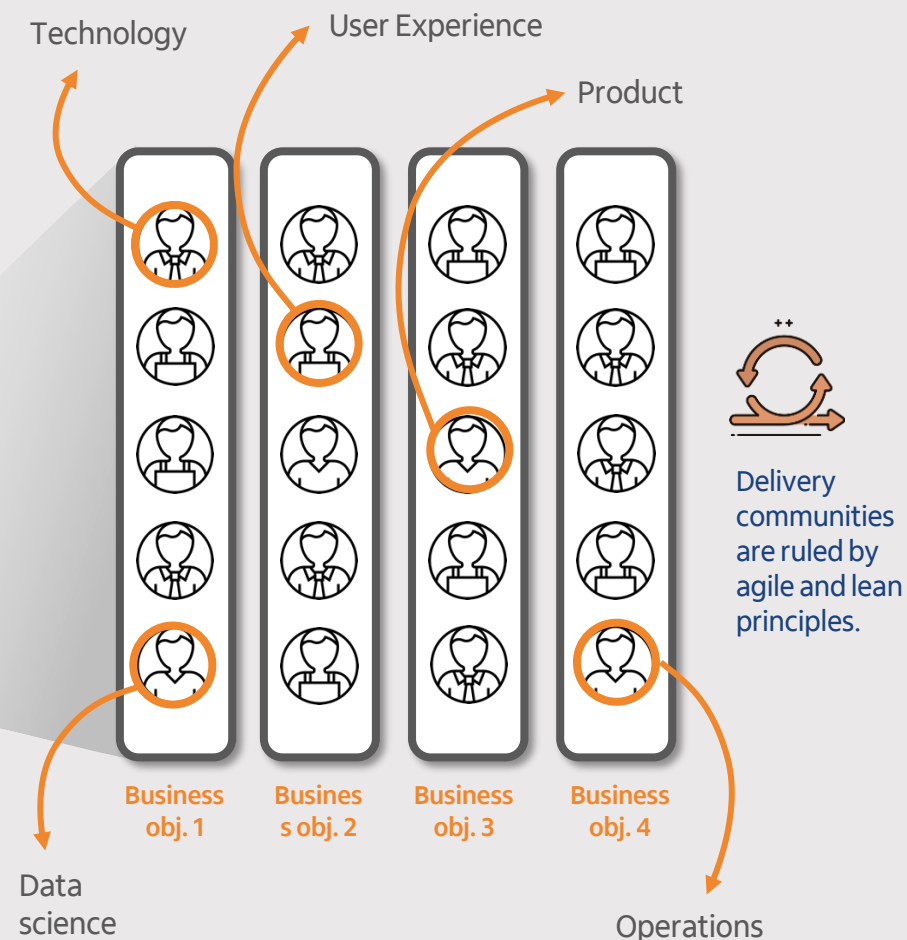 Technology
User Experience
Product
Delivery
communities
are ruled by
agile and lean
principles.
Business
obj. 1
Busines
s obj. 2
Business
obj. 3
Business
obj. 4
Data
science
Operations